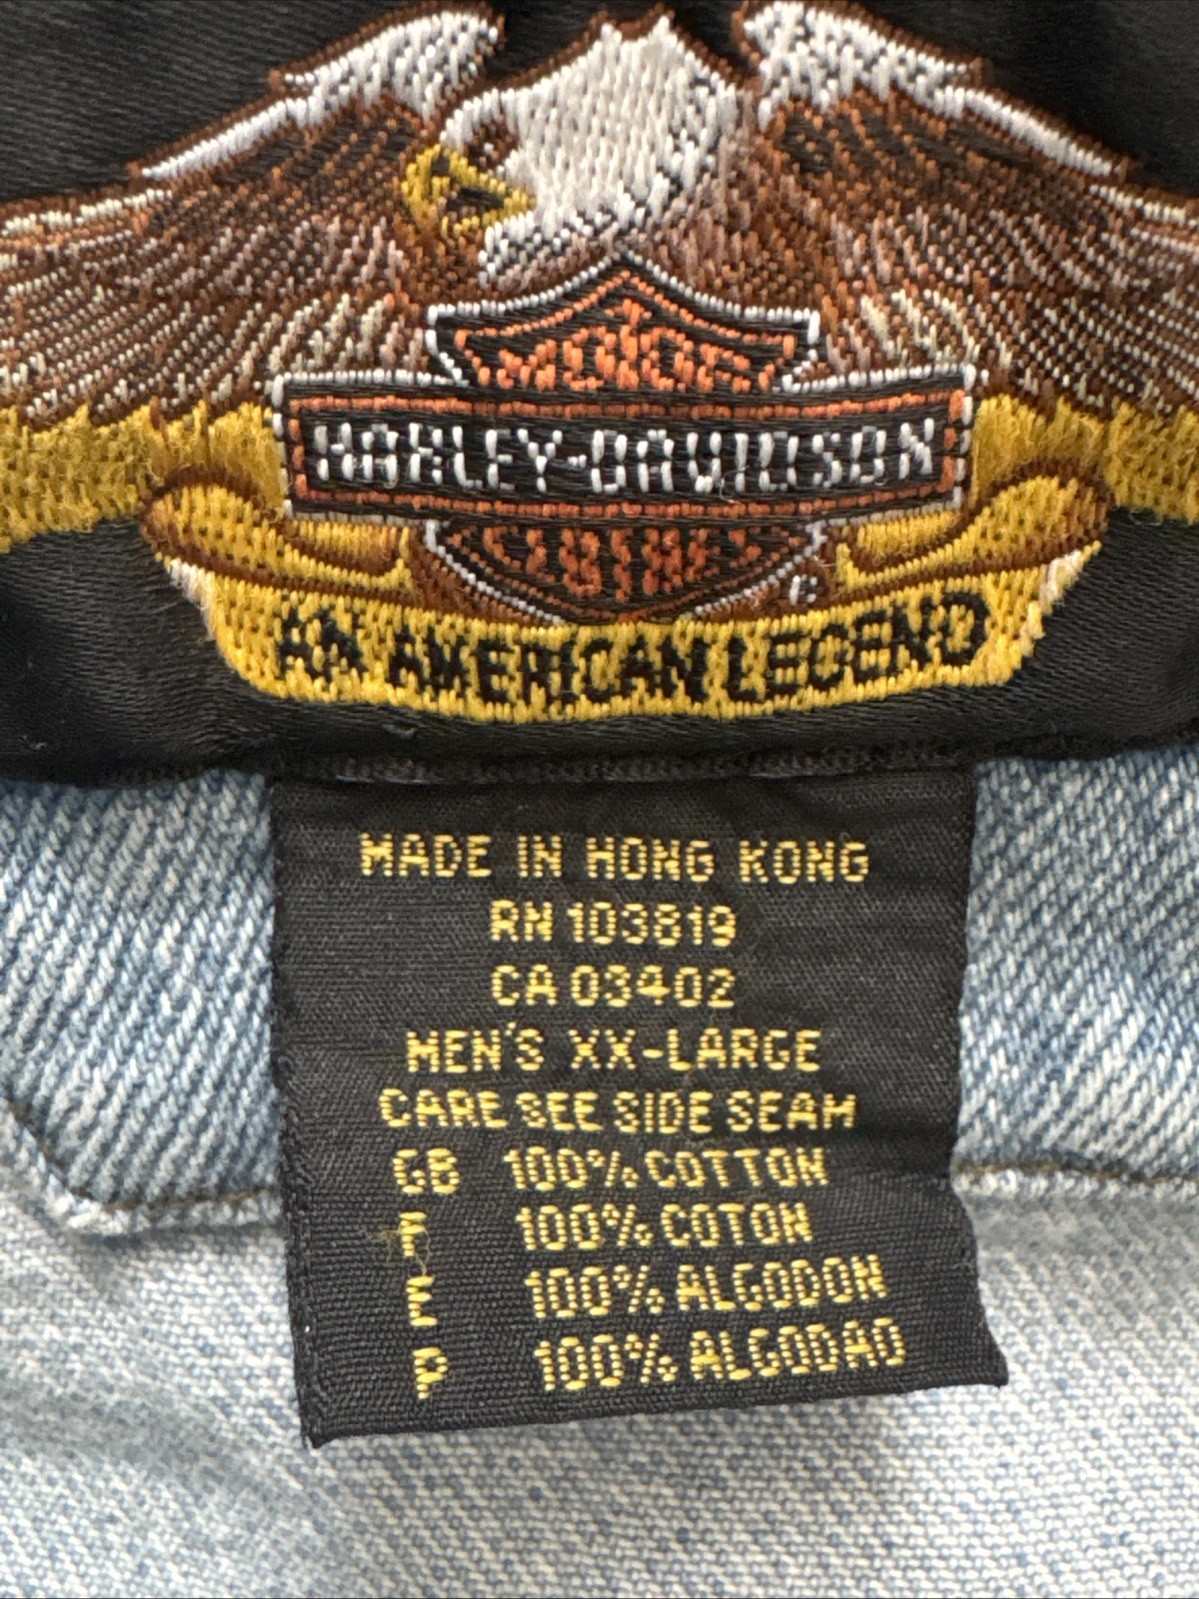 MOTOR
HARLEY-DAVIDSON
AN AMERICAN LEGEND
MADE IN HONG KONG
RN 103819
CA 03402
MEN'S XX-LARGE
CARE SEE SIDE SEAM
GB 100% COTTON
F 100% COTON
E 100% ALGODON
P 100% ALGODAO